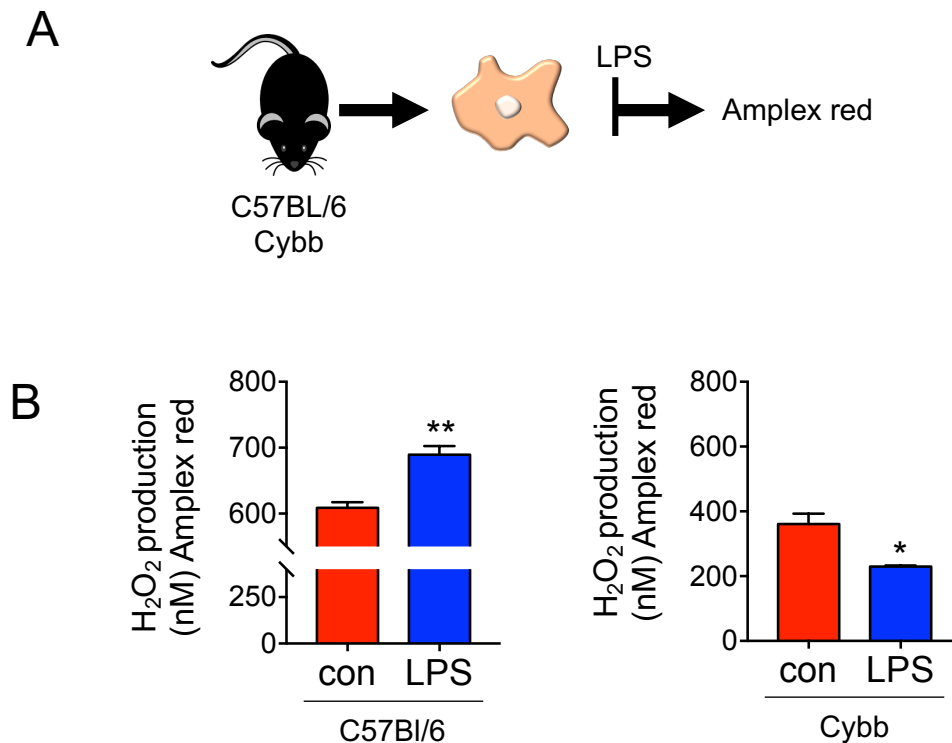 A
LPS
Amplex red
C57BL/6
Cybb
B
H₂O₂ production
(nM) Amplex red
800
700
600
250
0
con LPS
** 
C57Bl/6
H₂O₂ production
(nM) Amplex red
800
600
400
200
0
*
con LPS
Cybb